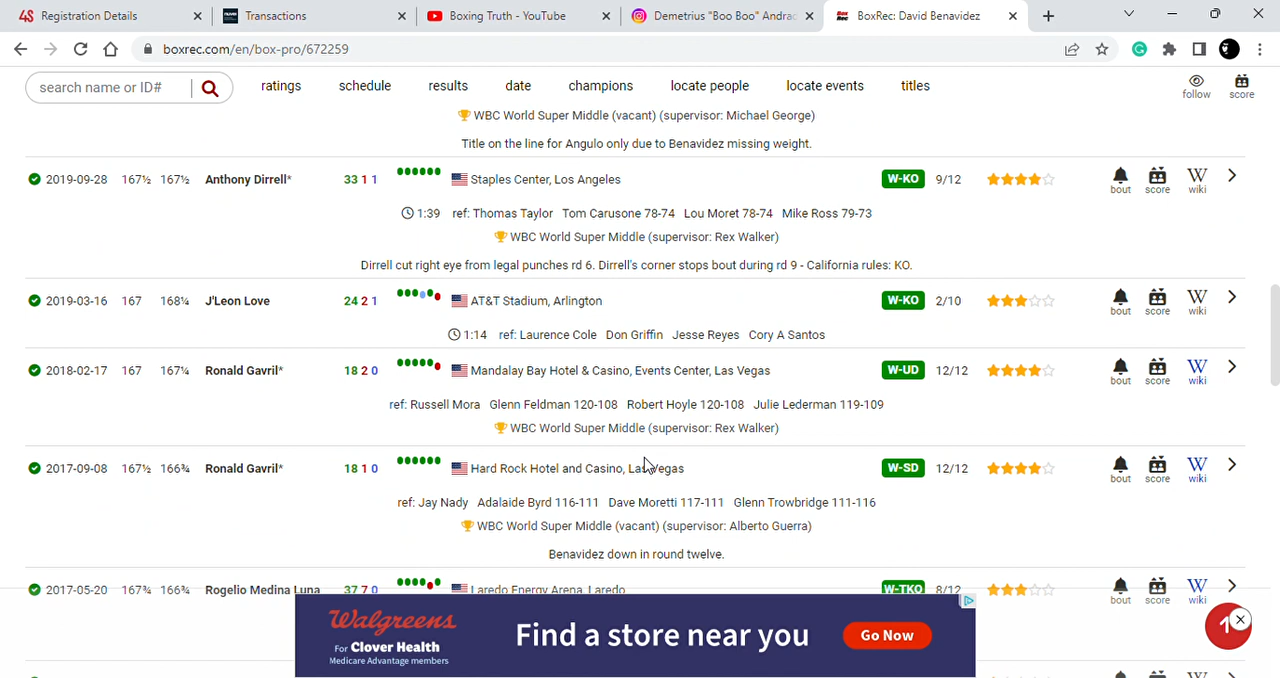 Registration Details
Transactions
Boxing Truth - YouTube
Demetrius "Boo Boo" Andrac
BoxRec: David Benavidez
boxrec.com/en/box-pro/672259
search name or ID#
ratings
schedule
results
date
champions
locate people
locate events
titles
follow
score
WBC World Super Middle (vacant) (supervisor: Michael George)
Title on the line for Angulo only due to Benavidez missing weight.
2019-09-28 167½ 167½ Anthony Dirrell* 33 1 1 Staples Center, Los Angeles W-KO 9/12 bout score wiki
1:39 ref: Thomas Taylor Tom Carusone 78-74 Lou Moret 78-74 Mike Ross 79-73
WBC World Super Middle (supervisor: Rex Walker)
Dirrell cut right eye from legal punches rd 6. Dirrell's corner stops bout during rd 9 - California rules: KO.
2019-03-16 167 168¼ J'Leon Love 24 2 1 AT&T Stadium, Arlington W-KO 2/10 bout score wiki
1:14 ref: Laurence Cole Don Griffin Jesse Reyes Cory A Santos
2018-02-17 167 167¼ Ronald Gavril* 18 2 0 Mandalay Bay Hotel & Casino, Events Center, Las Vegas W-UD 12/12 bout score wiki
ref: Russell Mora Glenn Feldman 120-108 Robert Hoyle 120-108 Julie Lederman 119-109
WBC World Super Middle (supervisor: Rex Walker)
2017-09-08 167½ 166¾ Ronald Gavril* 18 1 0 Hard Rock Hotel and Casino, Las Vegas W-SD 12/12 bout score wiki
ref: Jay Nady Adalaide Byrd 116-111 Dave Moretti 117-111 Glenn Trowbridge 111-116
WBC World Super Middle (vacant) (supervisor: Alberto Guerra)
Benavidez down in round twelve.
2017-05-20 167¾ 166¾ Rogelio Medina Luna 37 7 0 Laredo Energy Arena, Laredo W-TKO 8/12 bout score wiki
Walgreens
For Clover Health
Medicare Advantage members
Find a store near you
Go Now